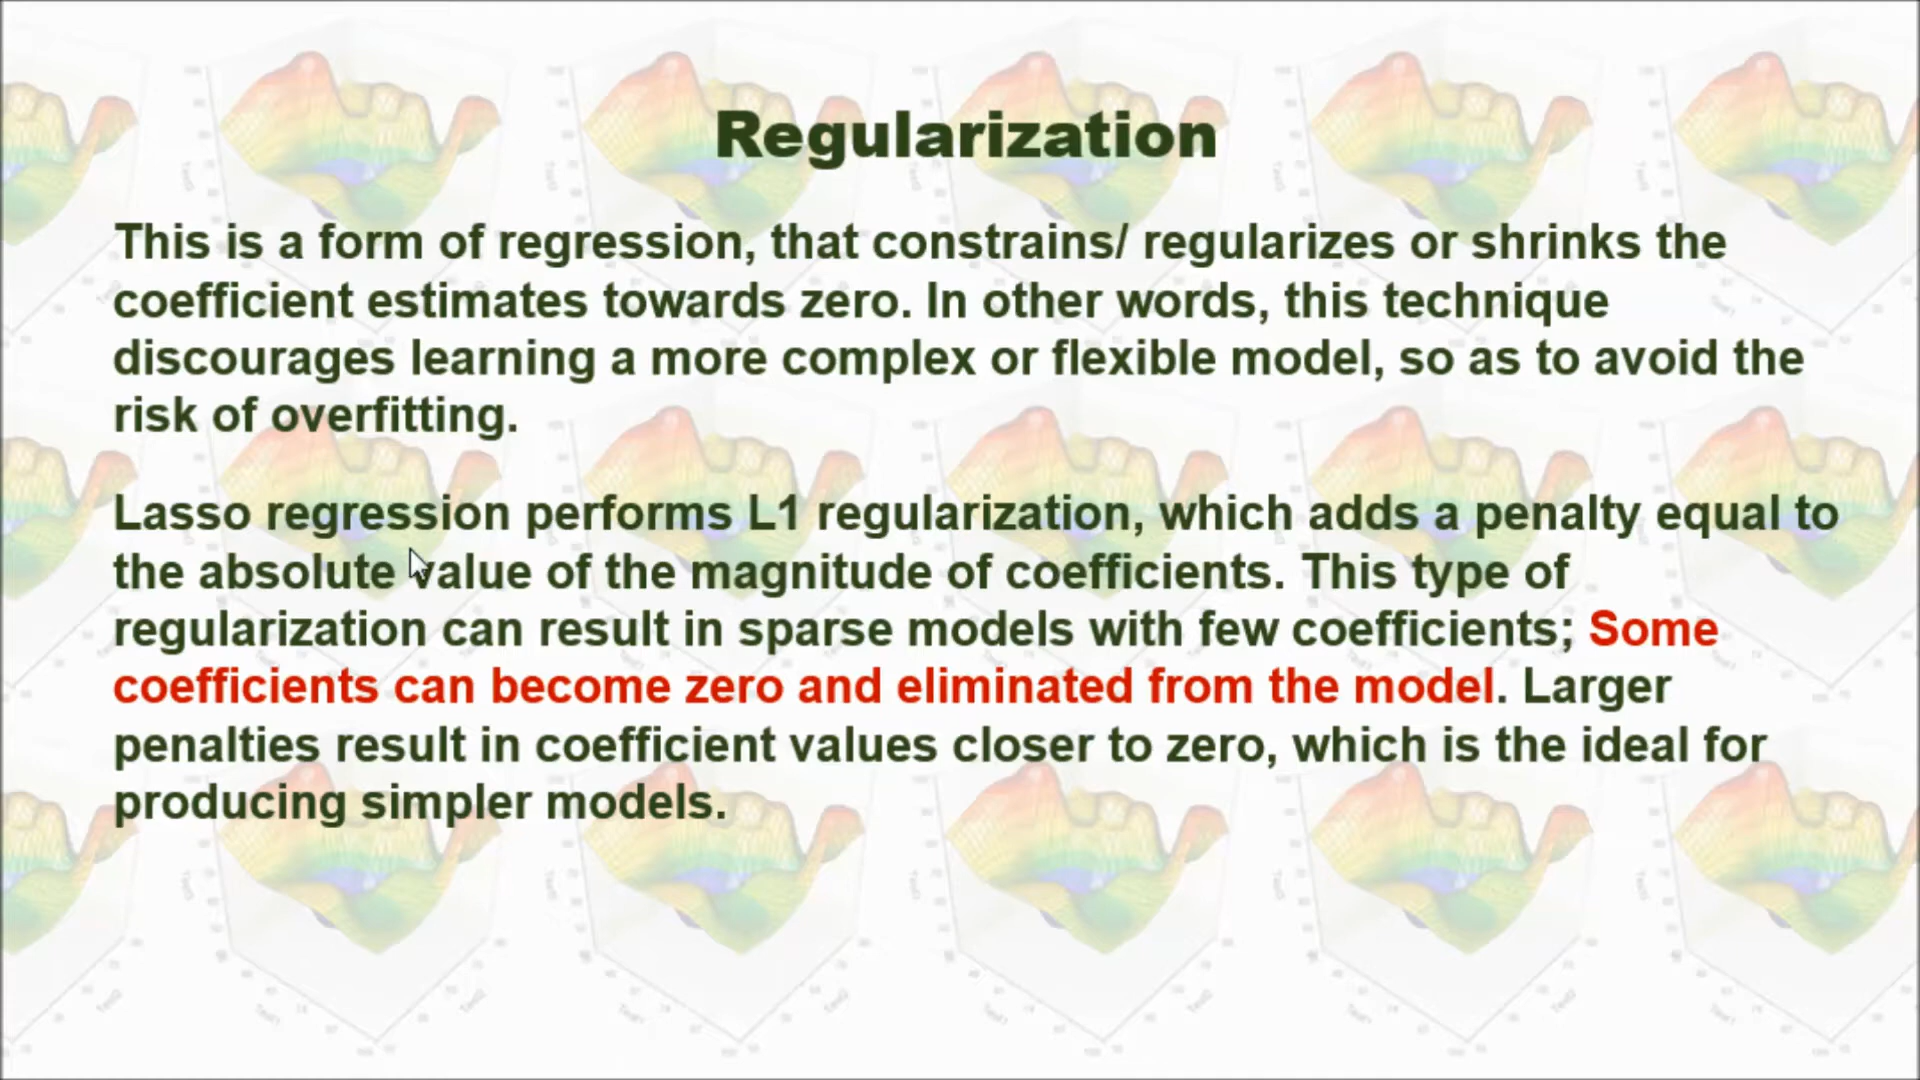 Regularization
This is a form of regression, that constrains/ regularizes or shrinks the
coefficient estimates towards zero. In other words, this technique
discourages learning a more complex or flexible model, so as to avoid the
risk of overfitting.
Lasso regression performs L1 regularization, which adds a penalty equal to
the absolute value of the magnitude of coefficients. This type of
regularization can result in sparse models with few coefficients; Some
coefficients can become zero and eliminated from the model. Larger
penalties result in coefficient values closer to zero, which is the ideal for
producing simpler models.